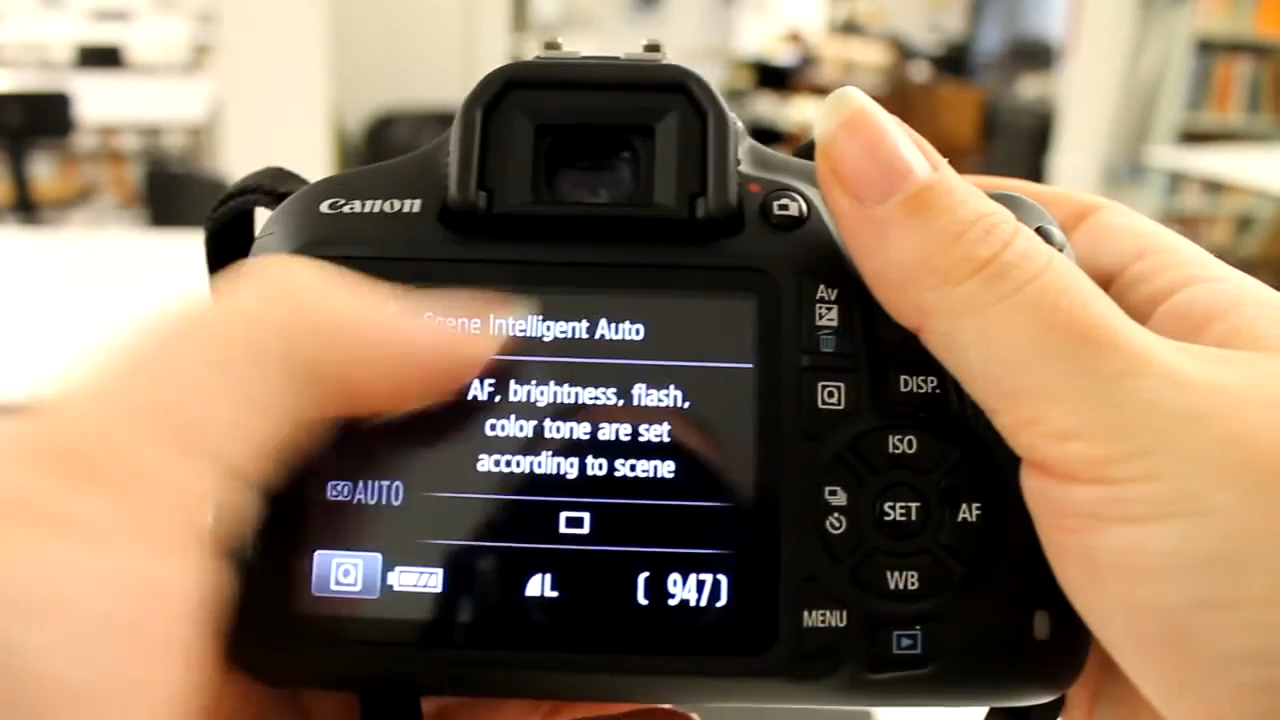 Canon
Scene Intelligent Auto
AF, brightness, flash,
color tone are set
according to scene
ISO AUTO
Q
L
( 947)
Av
Q
DISP.
ISO
SET
AF
WB
MENU